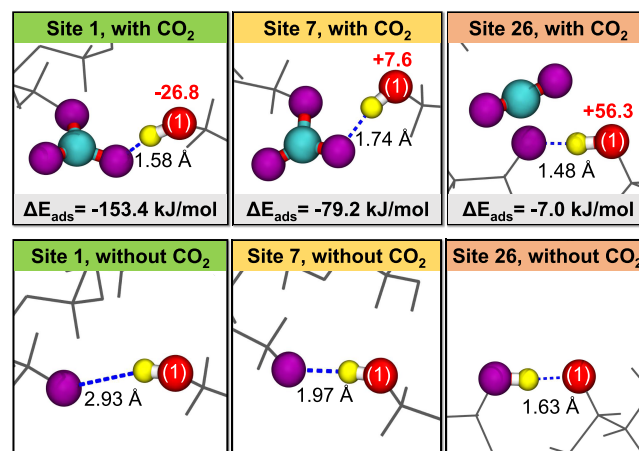 Site 1, with CO₂
Site 7, with CO₂
Site 26, with CO₂
-26.8
(1)
1.58 Å
+7.6
(1)
1.74 Å
+56.3
(1)
1.48 Å
ΔEads= -153.4 kJ/mol
ΔEads= -79.2 kJ/mol
ΔEads= -7.0 kJ/mol
Site 1, without CO₂
Site 7, without CO₂
Site 26, without CO₂
(1)
2.93 Å
(1)
1.97 Å
(1)
1.63 Å